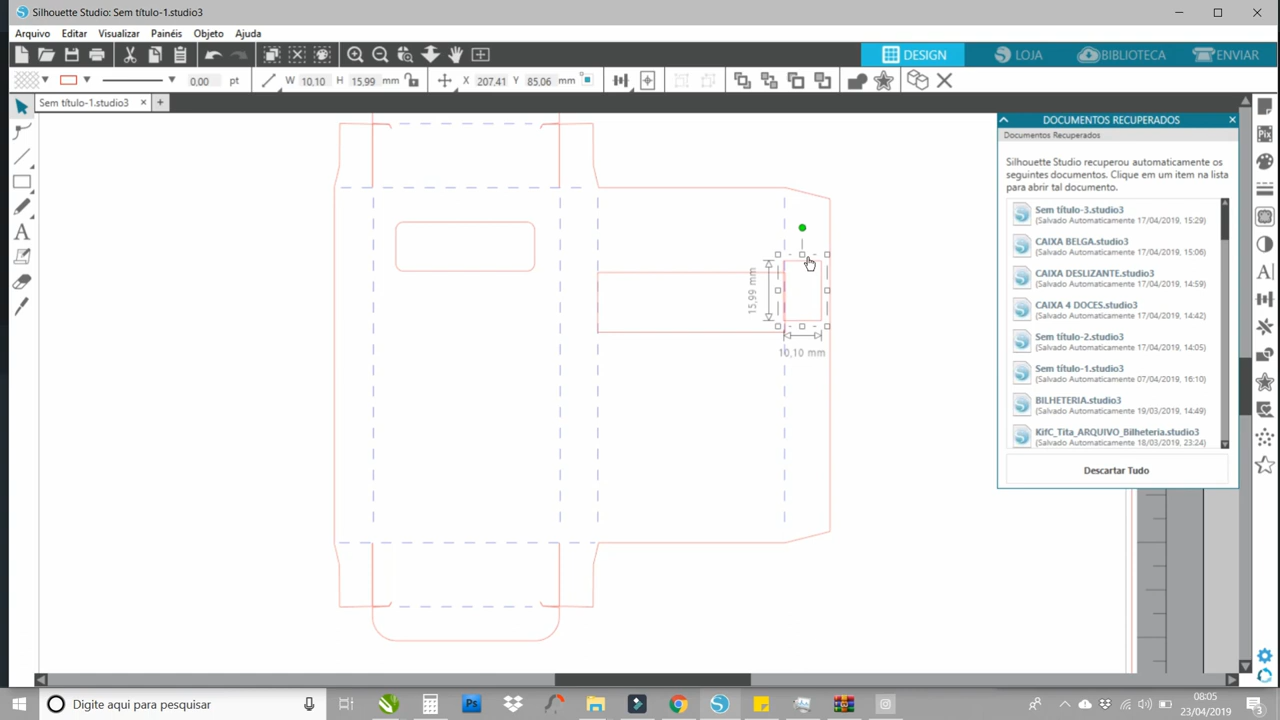 Silhouette Studio: Sem título-1.studio3
Arquivo Editar Visualizar Painéis Objeto Ajuda
DESIGN LOJA BIBLIOTECA ENVIAR
0.00 pt W 10,10 H 15,99 mm X 207.41 Y 85.06 mm
Sem título-1.studio3
15,99 mm
10,10 mm
DOCUMENTOS RECUPERADOS
Documentos Recuperados
Silhouette Studio recuperou automaticamente os
seguintes documentos. Clique em um item na lista
para abrir tal documento.
Sem título-3.studio3
(Salvado Automaticamente 17/04/2019, 15:29)
CAIXA BELGA.studio3
(Salvado Automaticamente 17/04/2019, 15:06)
CAIXA DESLIZANTE.studio3
(Salvado Automaticamente 17/04/2019, 14:59)
CAIXA 4 DOCES.studio3
(Salvado Automaticamente 17/04/2019, 14:42)
Sem título-2.studio3
(Salvado Automaticamente 17/04/2019, 14:05)
Sem título-1.studio3
(Salvado Automaticamente 07/04/2019, 16:10)
BILHETERIA.studio3
(Salvado Automaticamente 19/03/2019, 14:49)
KifC_Tita_ARQUIVO_Bilheteria.studio3
(Salvado Automaticamente 18/03/2019, 23:24)
Descartar Tudo
Digite aqui para pesquisar
08:05
23/04/2019
3